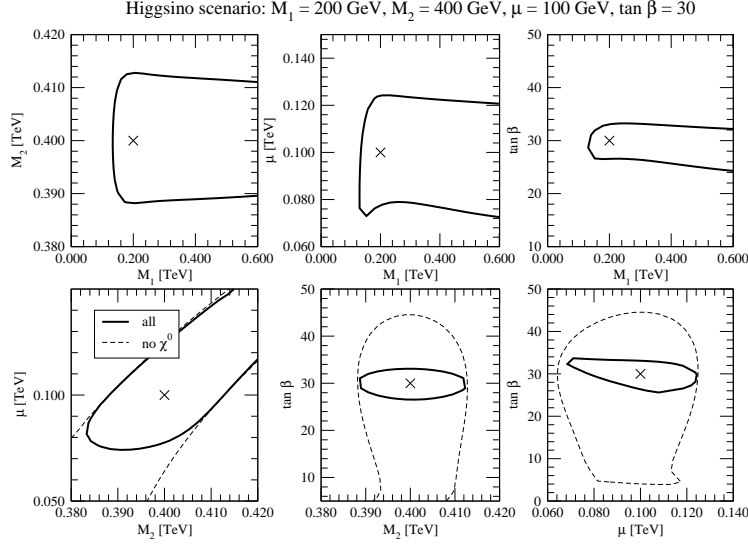 Higgsino scenario: M₁ = 200 GeV, M₂ = 400 GeV, μ = 100 GeV, tan β = 30
0.420
0.410
0.400
0.390
0.380
M₂ [TeV]
0.000 0.200 0.400 0.600
M₁ [TeV]
0.150
0.120
0.100
0.080
0.060
μ [TeV]
0.000 0.200 0.400 0.600
M₁ [TeV]
50
40
30
20
10
tan β
0.000 0.200 0.400 0.600
M₁ [TeV]
all
no χ⁰
0.100
0.050
μ [TeV]
0.380 0.390 0.400 0.410 0.420
M₂ [TeV]
50
40
30
20
10
tan β
0.380 0.390 0.400 0.410 0.420
M₂ [TeV]
50
40
30
20
10
0
tan β
0.060 0.080 0.100 0.120 0.140
μ [TeV]